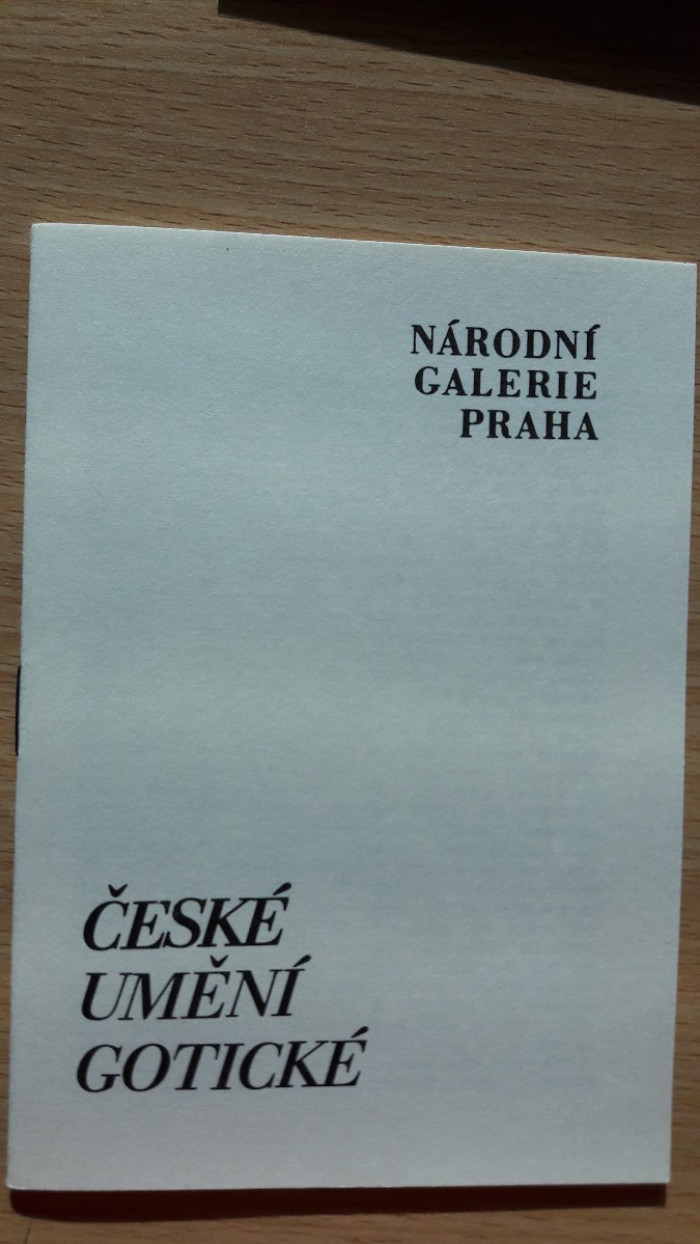 NÁRODNÍ
GALERIE
PRAHA
ČESKÉ
UMĚNÍ
GOTICKÉ